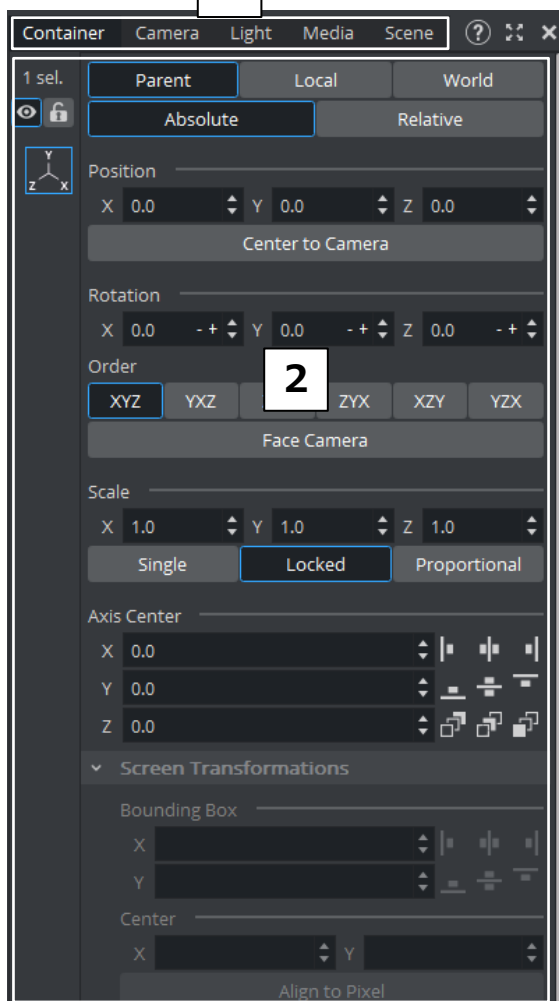 Container Camera Light Media Scene ?
1 sel. Parent Local World
Absolute Relative
Y
Z X
Position
X 0.0 Y 0.0 Z 0.0
Center to Camera
Rotation
X 0.0 - + Y 0.0 - + Z 0.0 - +
Order
2
XYZ YXZ ZYX XZY YZX
Face Camera
Scale
X 1.0 Y 1.0 Z 1.0
Single Locked Proportional
Axis Center
X 0.0
Y 0.0
Z 0.0
Screen Transformations
Bounding Box
X
Y
Center
X Y
Align to Pixel